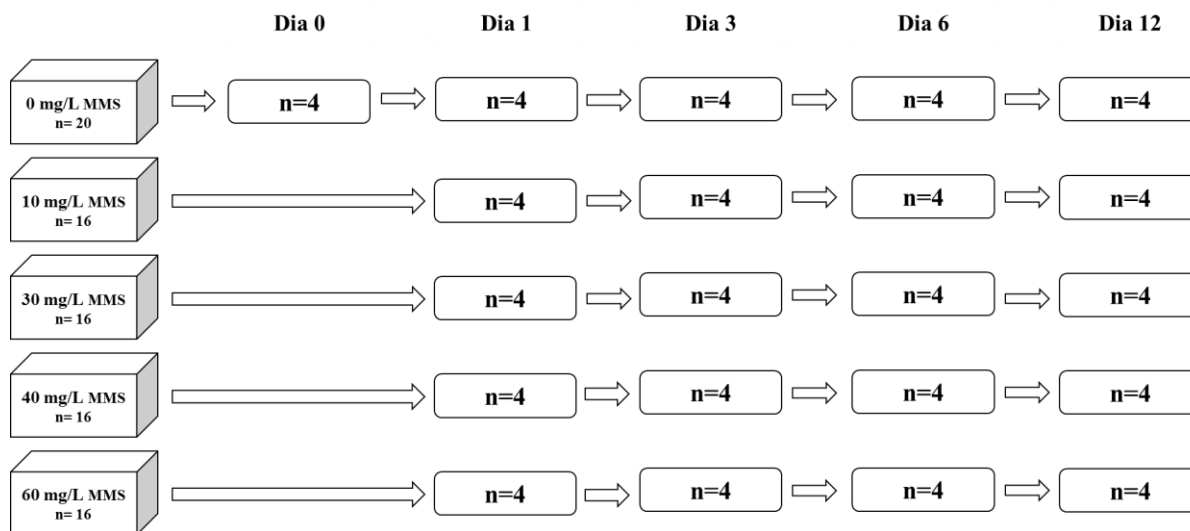 Dia 0 Dia 1 Dia 3 Dia 6 Dia 12
0 mg/L MMS
n= 20
n=4 n=4 n=4 n=4 n=4
10 mg/L MMS
n= 16
n=4 n=4 n=4 n=4
30 mg/L MMS
n= 16
n=4 n=4 n=4 n=4
40 mg/L MMS
n= 16
n=4 n=4 n=4 n=4
60 mg/L MMS
n= 16
n=4 n=4 n=4 n=4